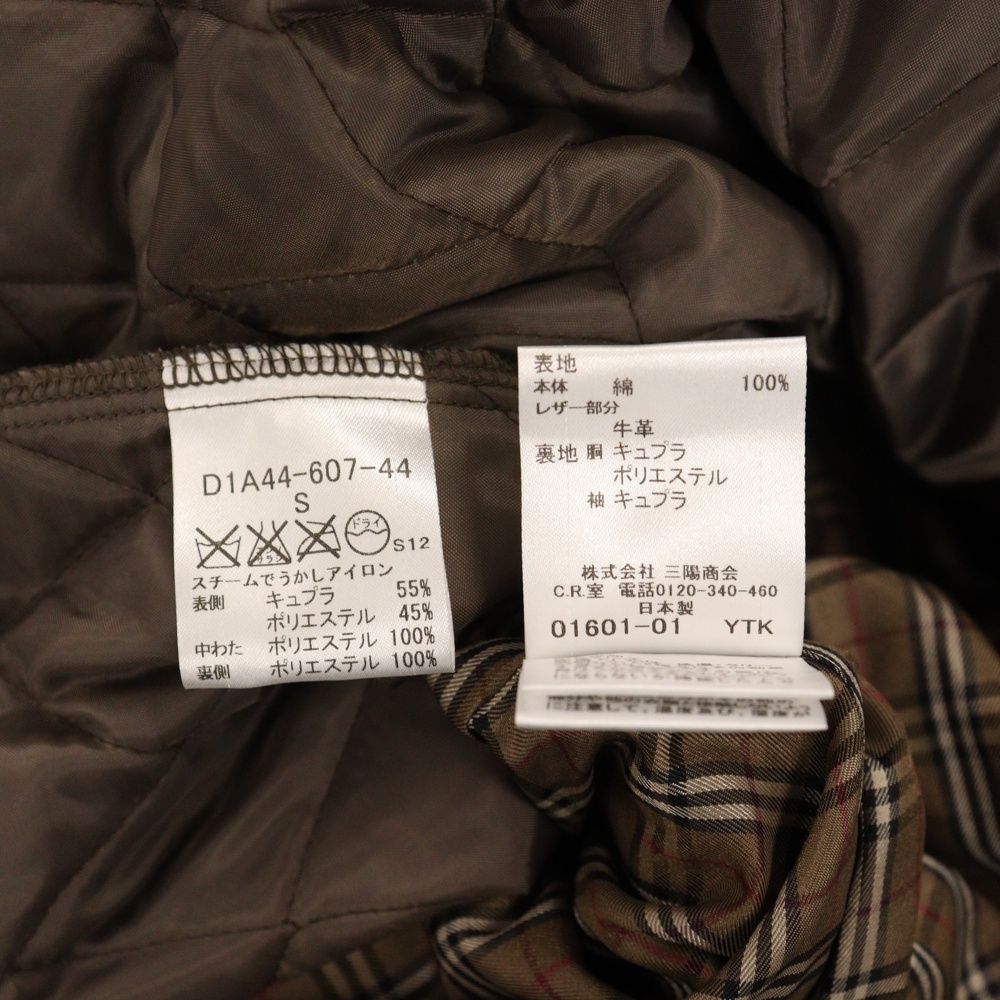 D1A44-607-44
S
ドライ
S12
スチームでうかしアイロン
表側 キュプラ 55%
ポリエステル 45%
中わた ポリエステル 100%
裏側 ポリエステル 100%
表地
本体 綿 100%
レザー部分
牛革
裏地 胴 キュプラ
ポリエステル
袖 キュプラ
株式会社 三陽商会
C.R.室 電話0120-340-460
日本製
01601-01 YTK